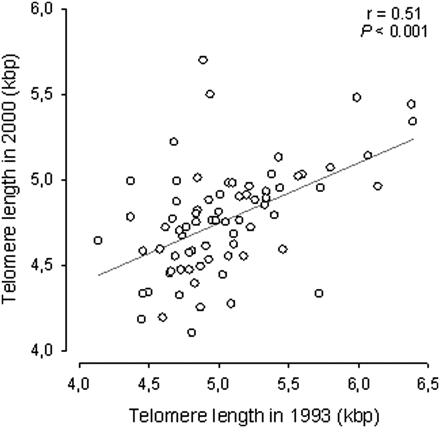 r = 0.51
P < 0.001
6,0
5,5
5,0
4,5
4,0
Telomere length in 2000 (kbp)
4,0 4,5 5,0 5,5 6,0 6,5
Telomere length in 1993 (kbp)